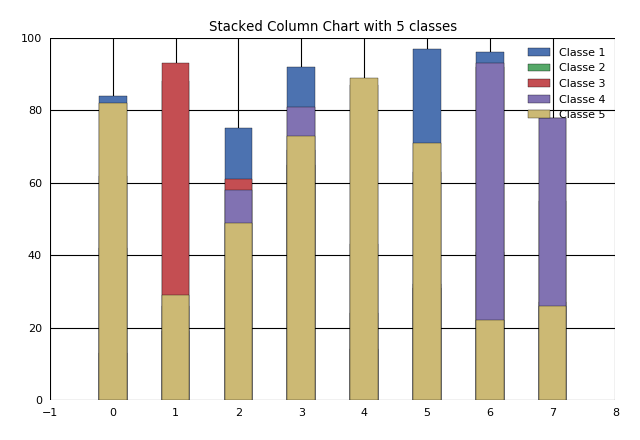 Stacked Column Chart with 5 classes
100
80
60
40
20
0
Classe 1
Classe 2
Classe 3
Classe 4
Classe 5
−1 0 1 2 3 4 5 6 7 8